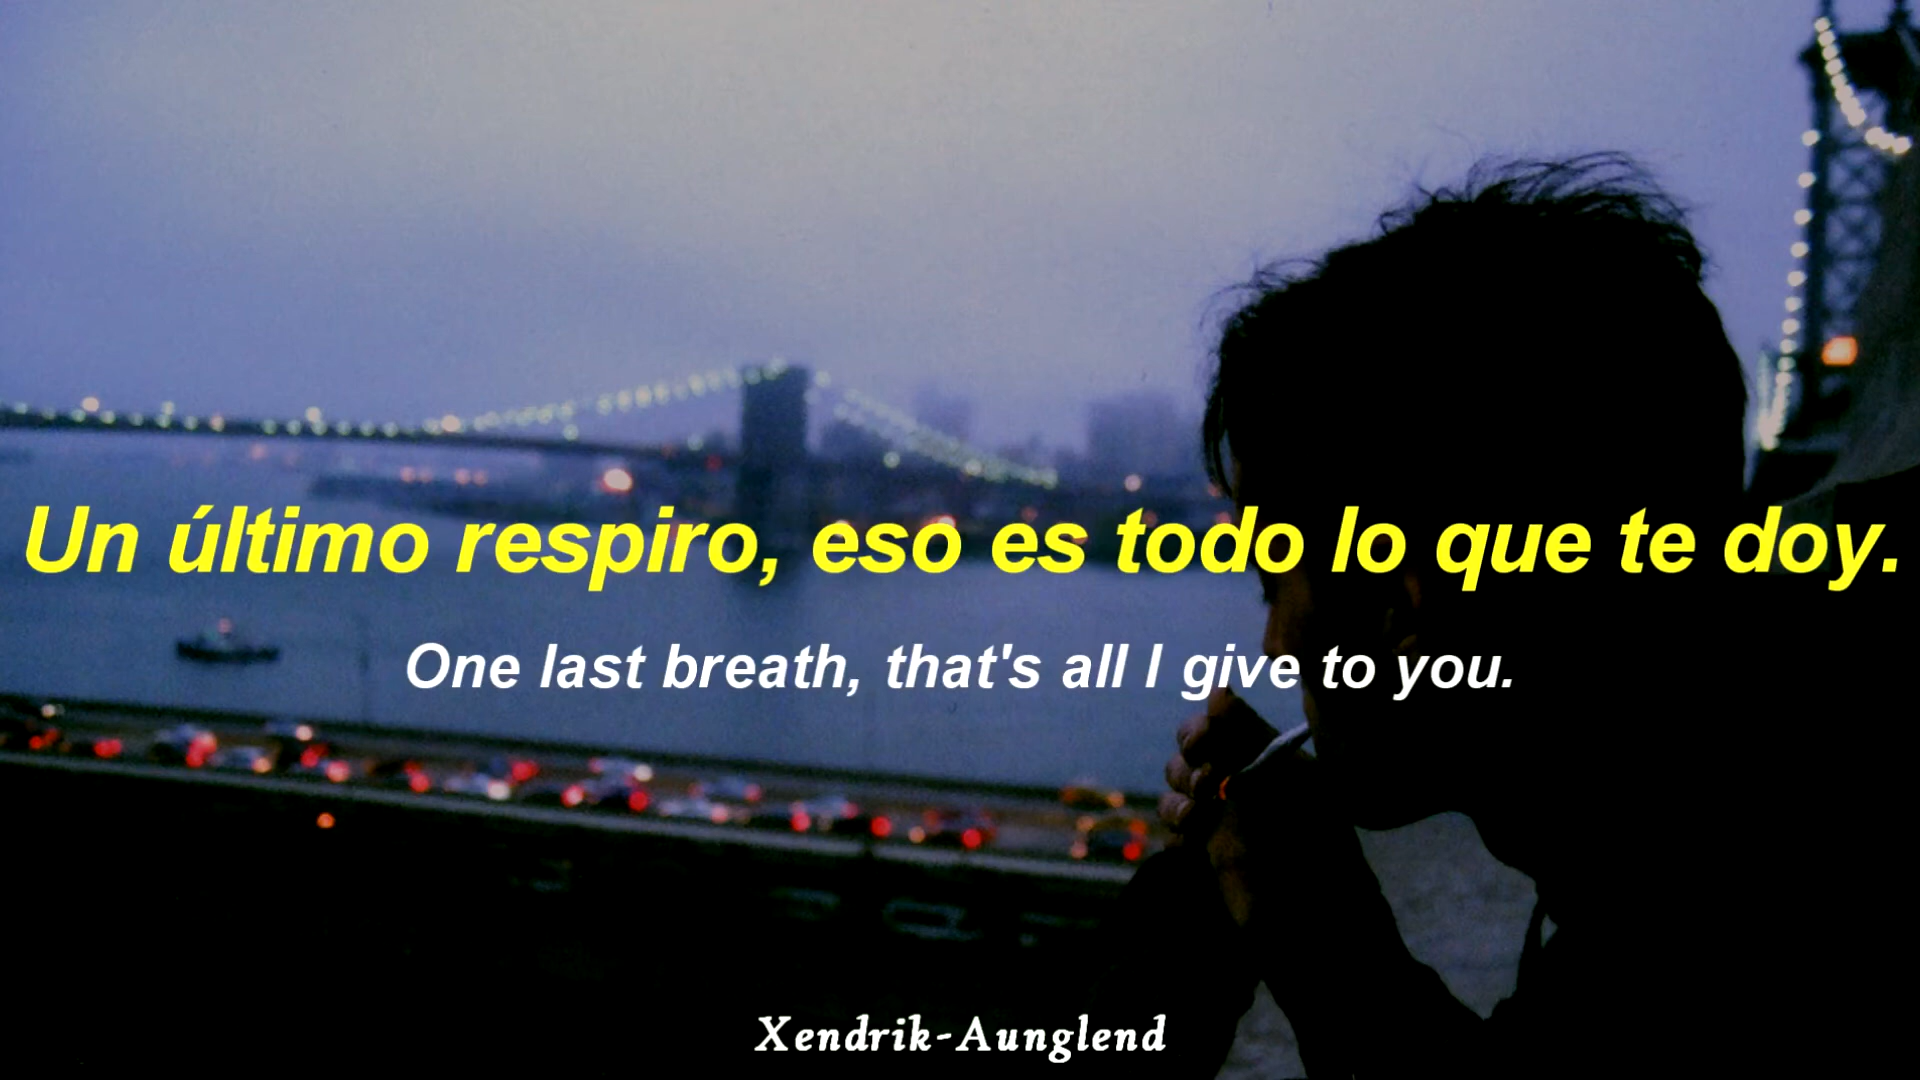 Un último respiro, eso es todo lo que te doy.
One last breath, that's all I give to you.
Xendrik-Aunglend